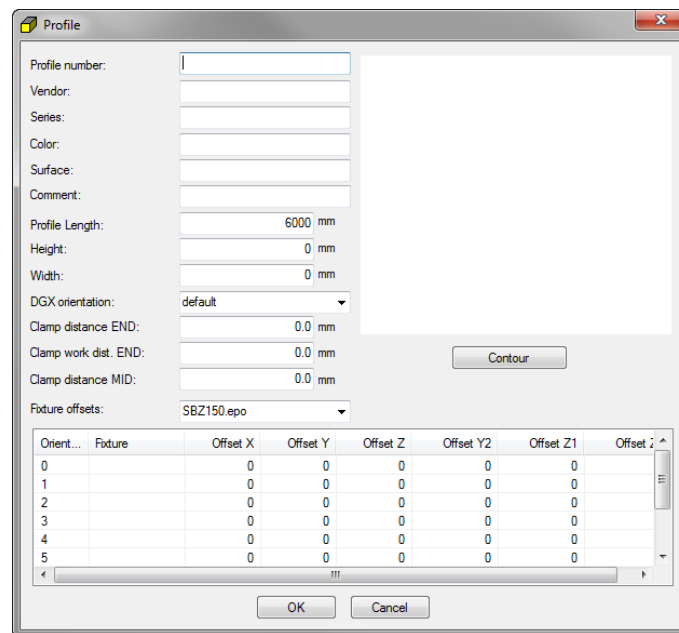 Profile
Profile number:
Vendor:
Series:
Color:
Surface:
Comment:
Profile Length: 6000 mm
Height: 0 mm
Width: 0 mm
DGX orientation: default
Clamp distance END: 0.0 mm
Clamp work dist. END: 0.0 mm
Contour
Clamp distance MID: 0.0 mm
Fixture offsets: SBZ150.epo
Orient... Fixture Offset X Offset Y Offset Z Offset Y2 Offset Z1 Offset Z
0 0 0 0 0 0
1 0 0 0 0 0
2 0 0 0 0 0
3 0 0 0 0 0
4 0 0 0 0 0
5 0 0 0 0 0
OK Cancel